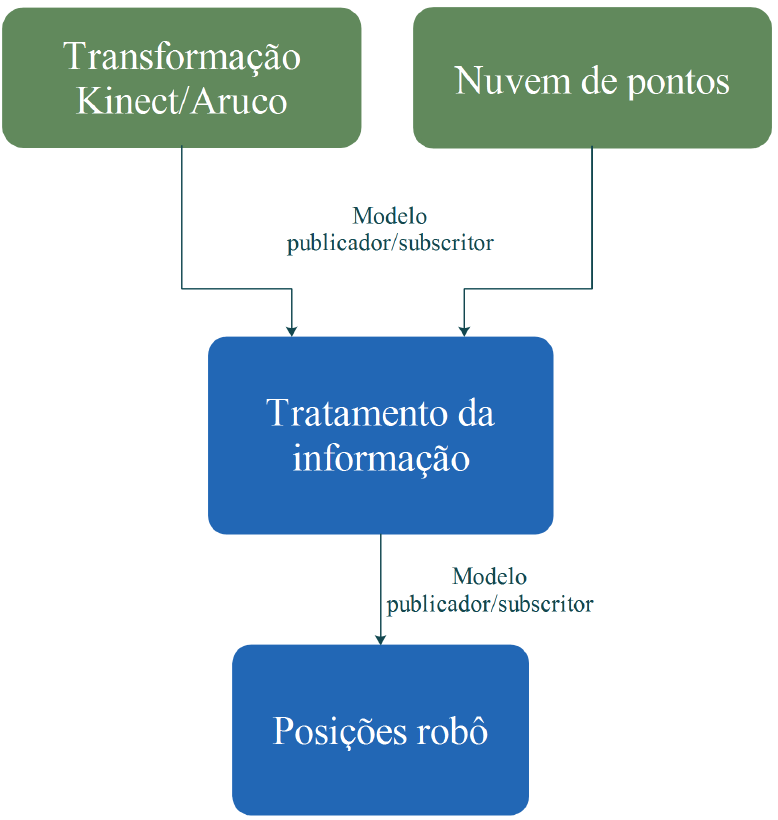 Transformação
Kinect/Aruco
Nuvem de pontos
Modelo
publicador/subscritor
Tratamento da
informação
Modelo
publicador/subscritor
Posições robô